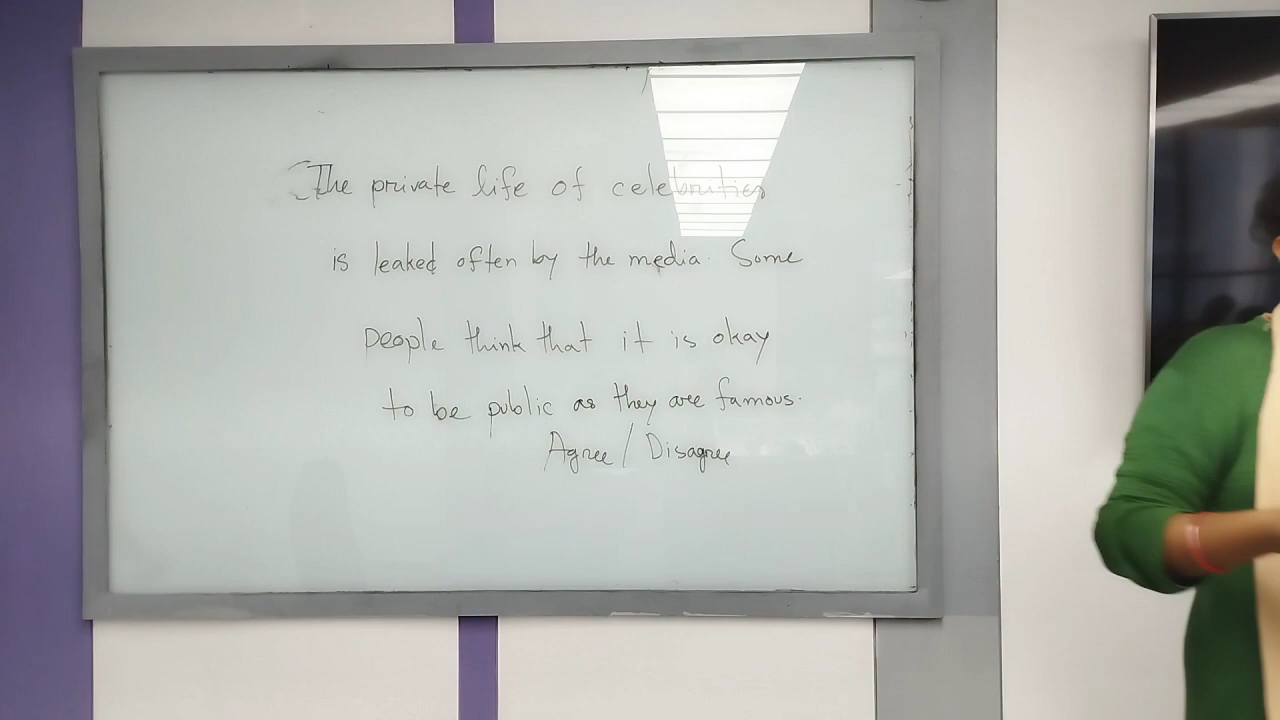 The private life of celebrities
is leaked often by the media. Some
people think that it is okay
to be public as they are famous.
Agree / Disagree